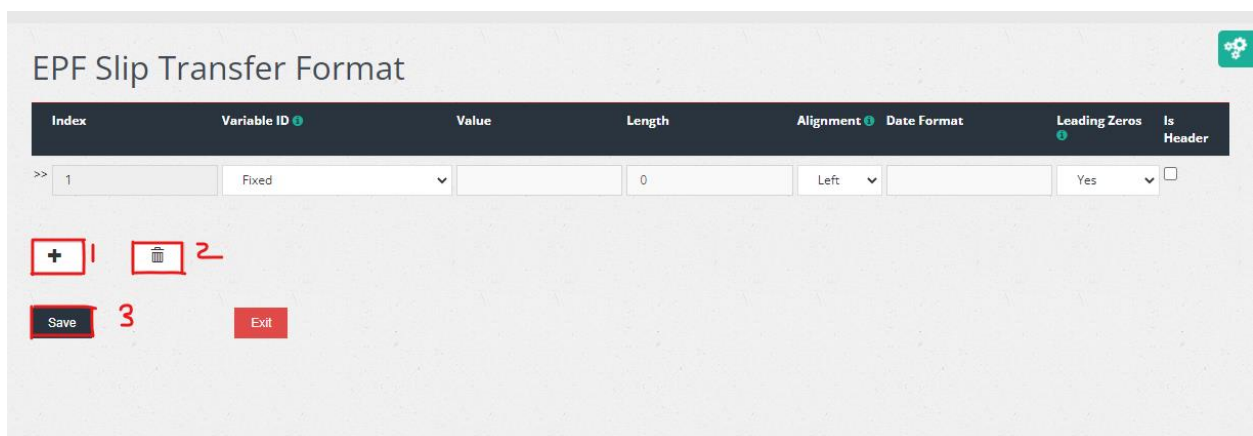 EPF Slip Transfer Format
Index Variable ID Value Length Alignment Date Format Leading Zeros Is Header
>> 1 Fixed 0 Left Yes
+ 1 2
Save 3 Exit